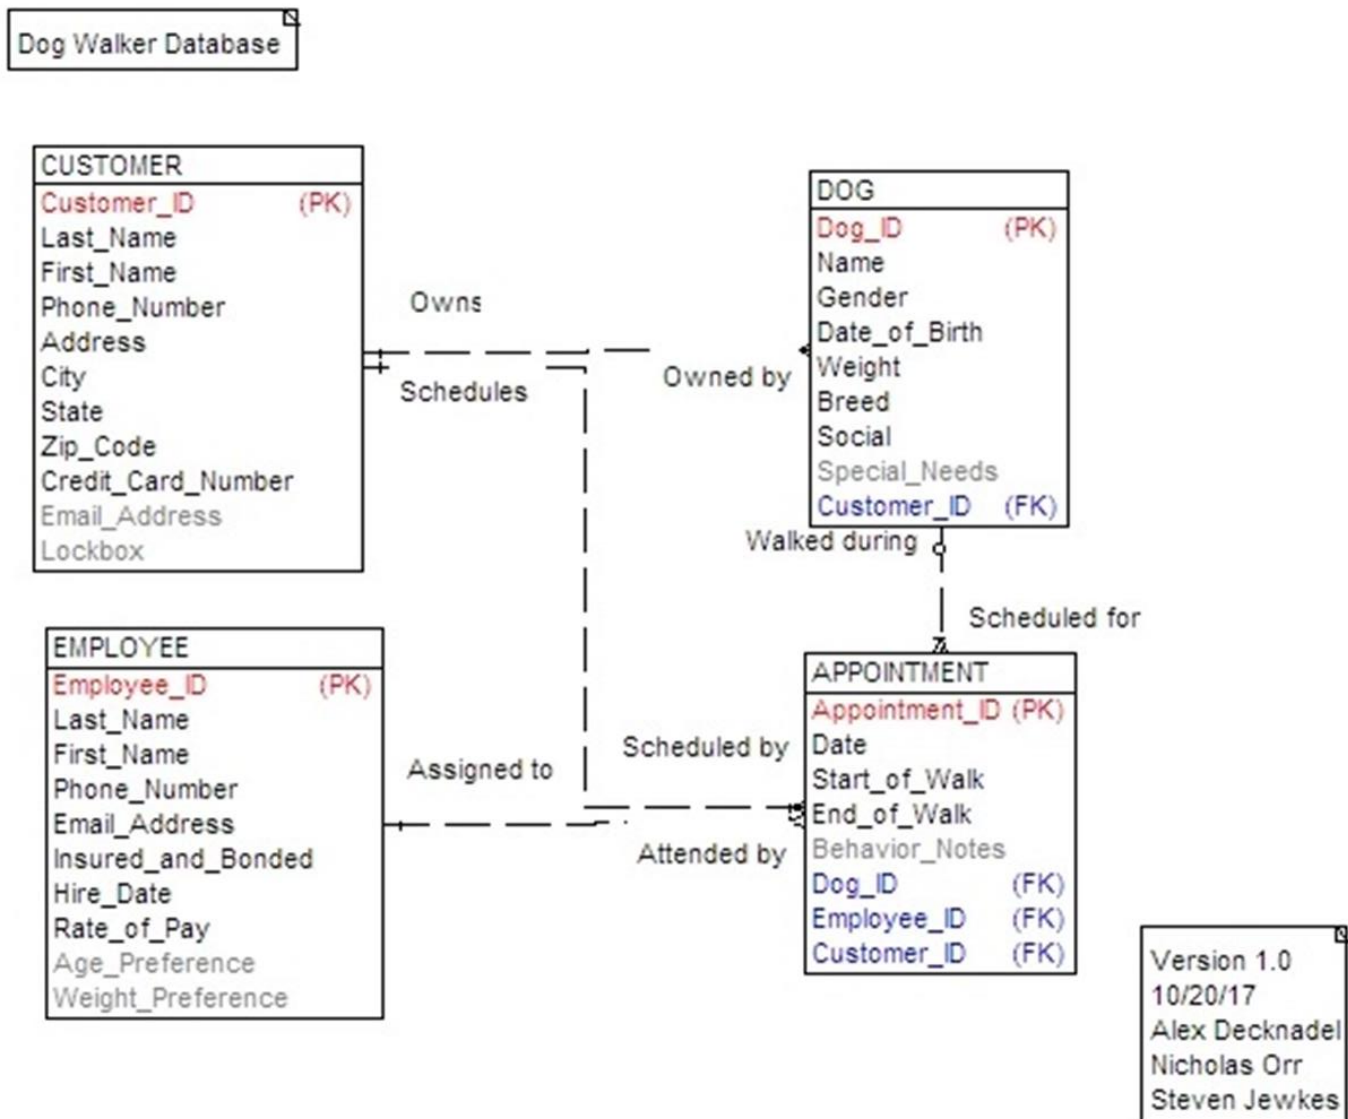 Dog Walker Database
CUSTOMER
Customer_ID (PK)
Last_Name
First_Name
Phone_Number
Address
City
State
Zip_Code
Credit_Card_Number
Email_Address
Lockbox
Owns
Schedules
Owned by
DOG
Dog_ID (PK)
Name
Gender
Date_of_Birth
Weight
Breed
Social
Special_Needs
Customer_ID (FK)
Walked during
Scheduled for
EMPLOYEE
Employee_ID (PK)
Last_Name
First_Name
Phone_Number
Email_Address
Insured_and_Bonded
Hire_Date
Rate_of_Pay
Age_Preference
Weight_Preference
Assigned to
Scheduled by
Attended by
APPOINTMENT
Appointment_ID (PK)
Date
Start_of_Walk
End_of_Walk
Behavior_Notes
Dog_ID (FK)
Employee_ID (FK)
Customer_ID (FK)
Version 1.0
10/20/17
Alex Decknadel
Nicholas Orr
Steven Jewkes